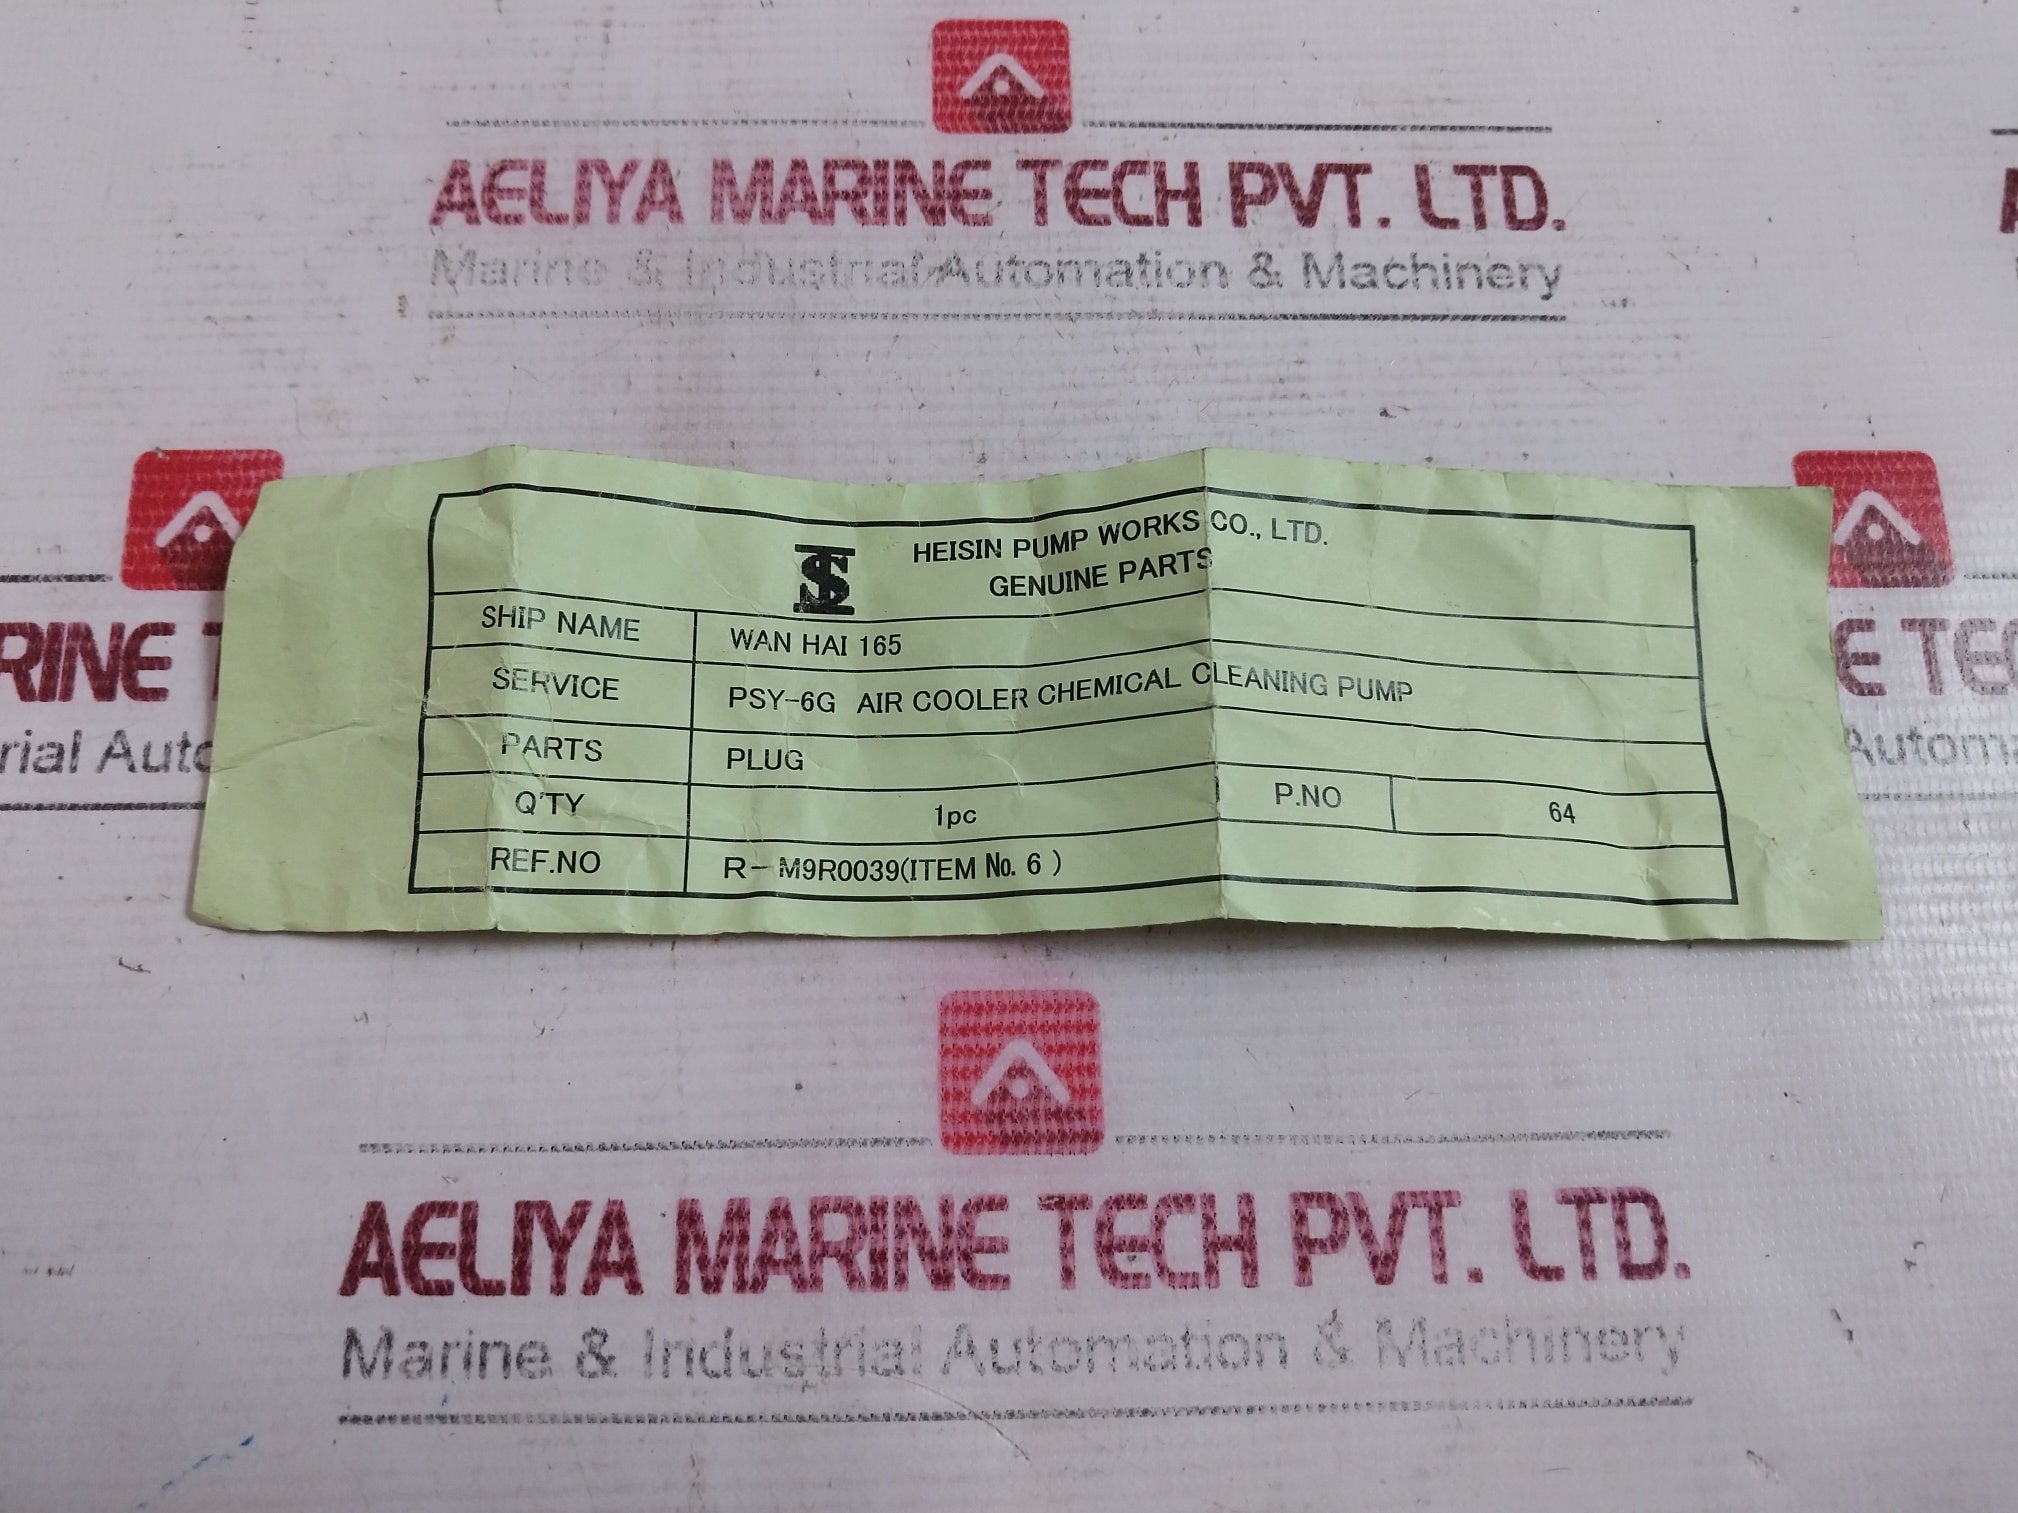 AELIYA MARINE TECH PVT. LTD.
Marine & Industrial Automation & Machinery
HEISIN PUMP WORKS CO., LTD.
GENUINE PARTS
SHIP NAME WAN HAI 165
SERVICE PSY-6G AIR COOLER CHEMICAL CLEANING PUMP
PARTS PLUG
Q'TY 1pc P.NO 64
REF.NO R- M9R0039(ITEM No. 6 )
RINE T
E TEC
rial Auto
Automa
AELIYA MARINE TECH PVT. LTD.
Marine & Industrial Automation & Machinery